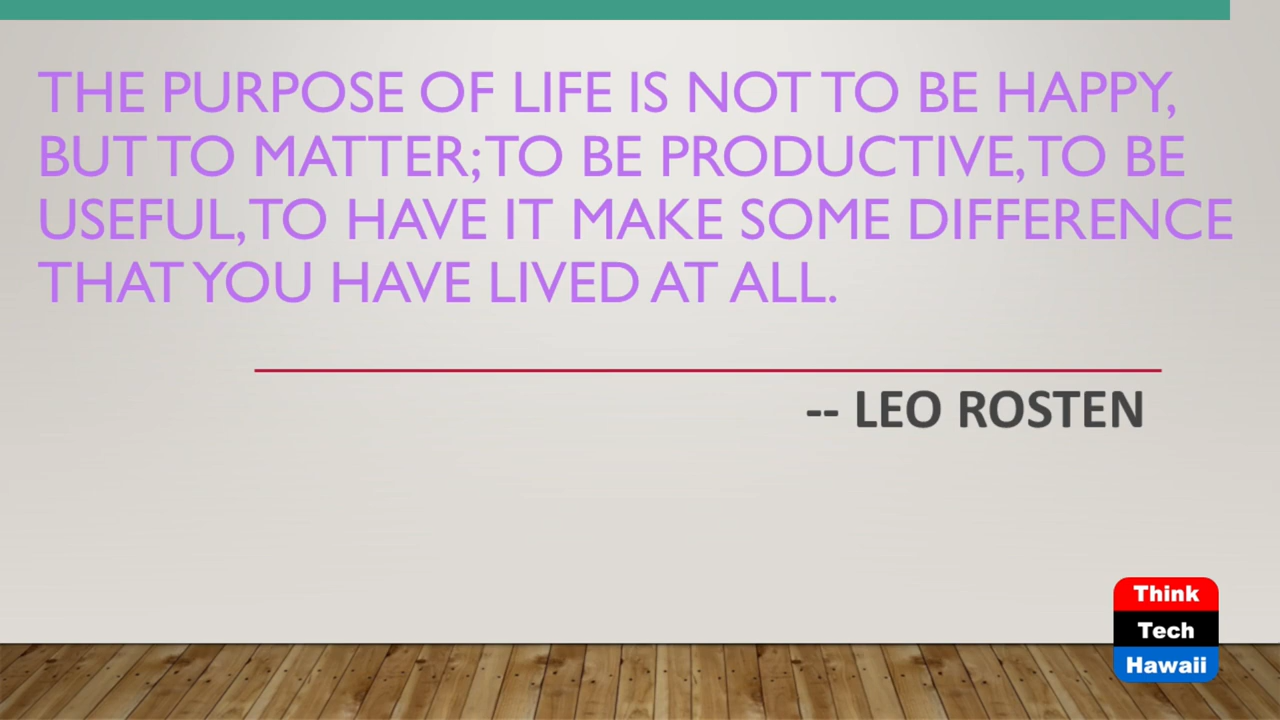 THE PURPOSE OF LIFE IS NOT TO BE HAPPY,
BUT TO MATTER; TO BE PRODUCTIVE, TO BE
USEFUL, TO HAVE IT MAKE SOME DIFFERENCE
THAT YOU HAVE LIVED AT ALL.
-- LEO ROSTEN
Think
Tech
Hawaii